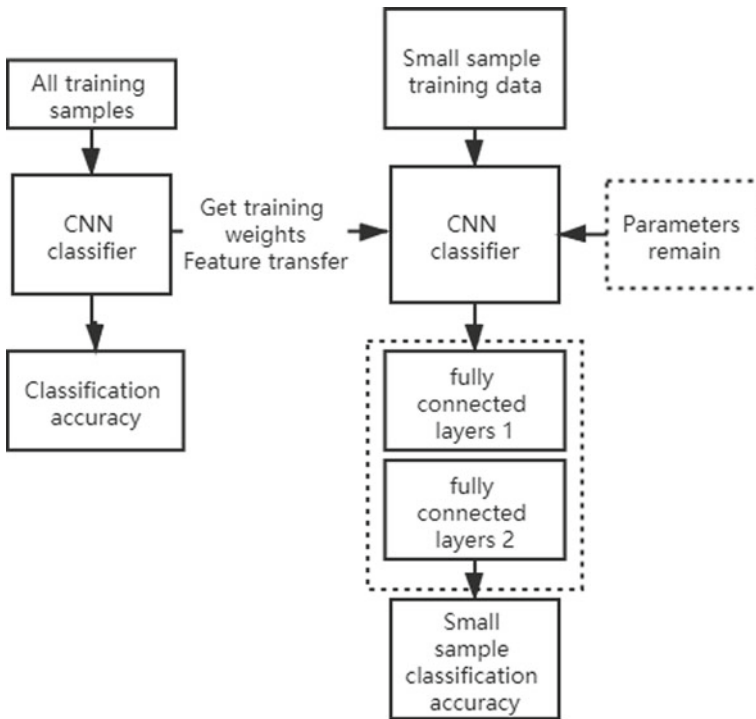 All training
samples
CNN
classifier
Classification
accuracy
Get training
weights
Feature transfer
Small sample
training data
CNN
classifier
Parameters
remain
fully
connected
layers 1
fully
connected
layers 2
Small
sample
classification
accuracy